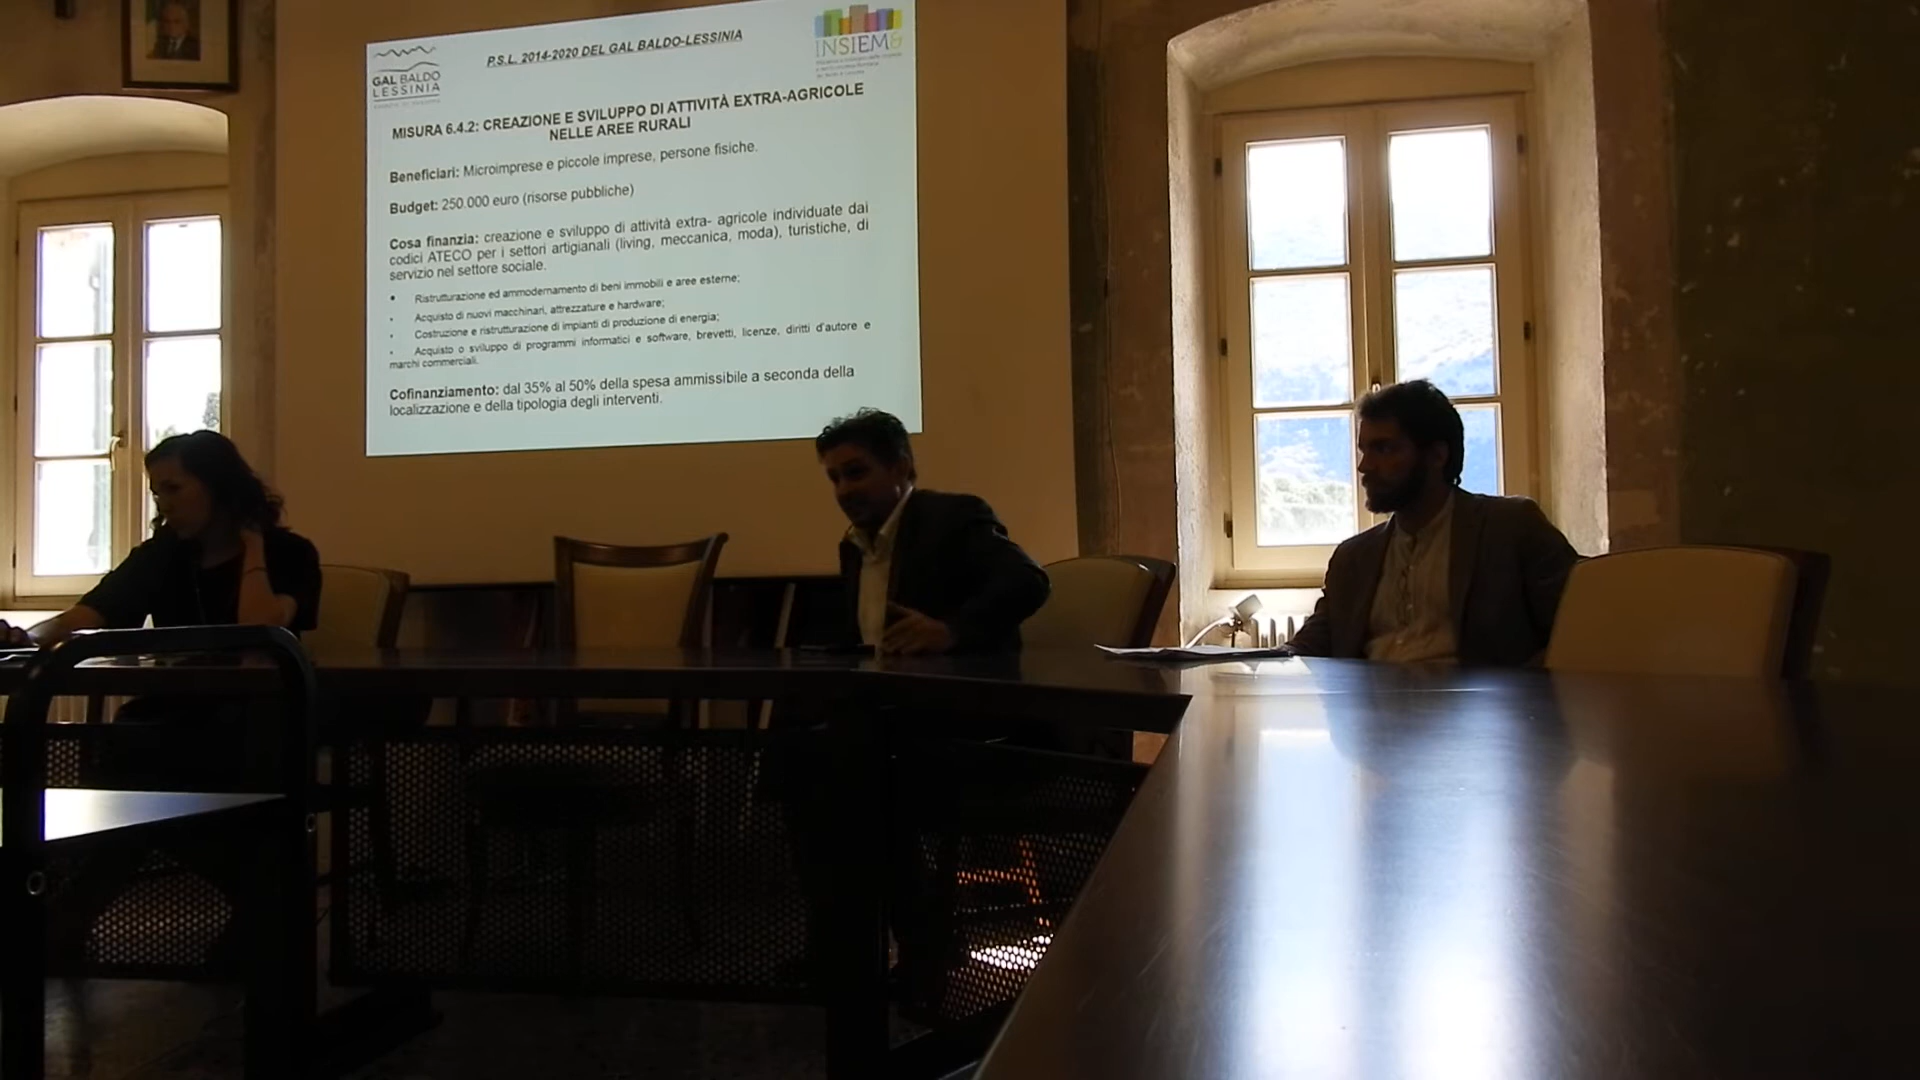 P.S.L. 2014-2020 DEL GAL BALDO-LESSINIA
INSIEME
GAL BALDO
LESSINIA
MISURA 6.4.2: CREAZIONE E SVILUPPO DI ATTIVITÀ EXTRA-AGRICOLE
NELLE AREE RURALI
Beneficiari: Microimprese e piccole imprese, persone fisiche.
Budget: 250.000 euro (risorse pubbliche)
Cosa finanzia: creazione e sviluppo di attività extra- agricole individuate dai
codici ATECO per i settori artigianali (living, meccanica, moda), turistiche, di
servizio nel settore sociale.
• Ristrutturazione ed ammodernamento di beni immobili e aree esterne;
• Acquisto di nuovi macchinari, attrezzature e hardware;
• Costruzione e ristrutturazione di impianti di produzione di energia;
• Acquisto o sviluppo di programmi informatici e software, brevetti, licenze, diritti d'autore e
marchi commerciali.
Cofinanziamento: dal 35% al 50% della spesa ammissibile a seconda della
localizzazione e della tipologia degli interventi.